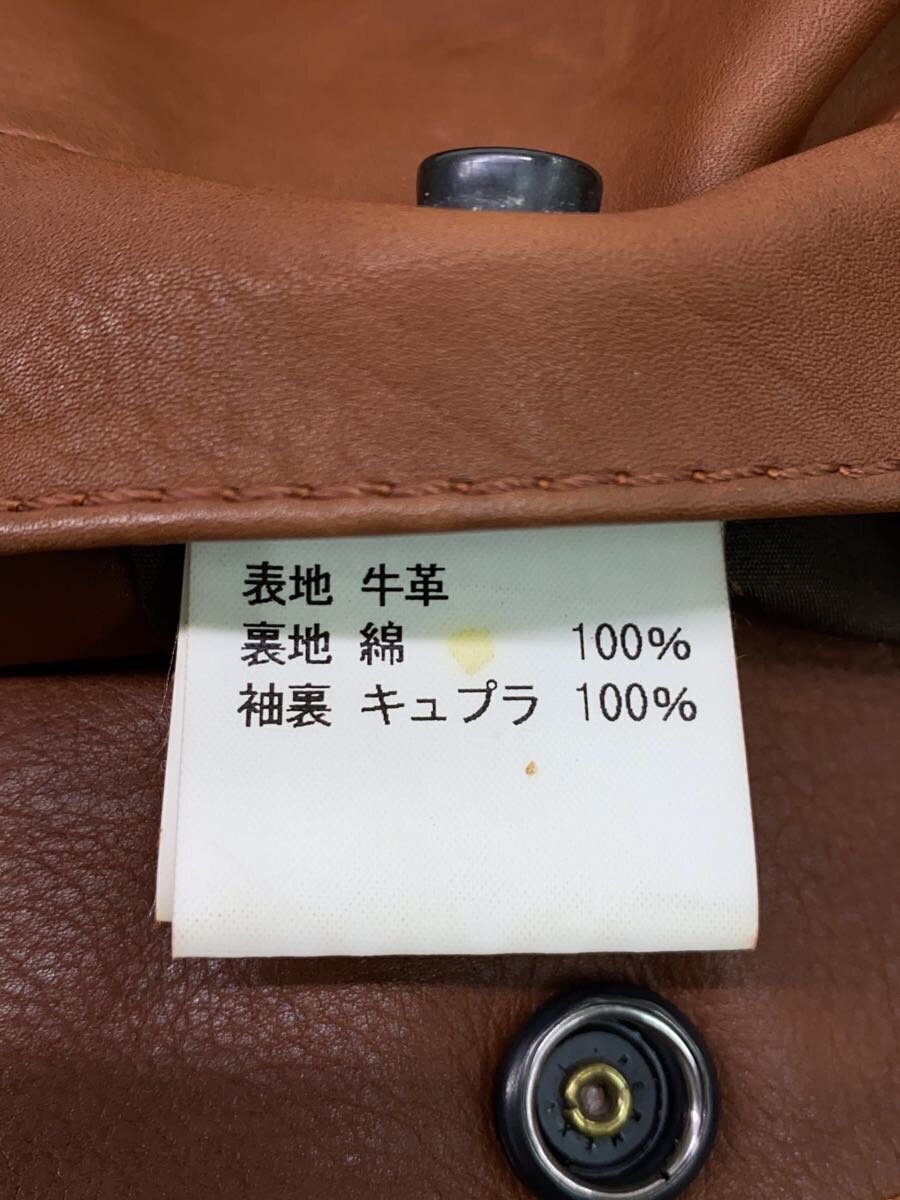 表地 牛革
裏地 綿 100%
袖裏 キュプラ 100%